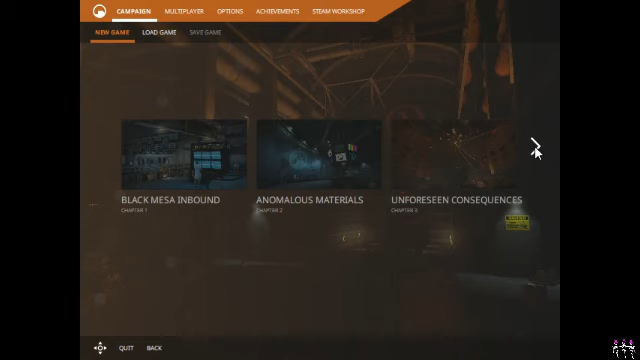 CAMPAIGN MULTIPLAYER OPTIONS ACHIEVEMENTS STEAM WORKSHOP
NEW GAME LOAD GAME SAVE GAME
BLACK MESA INBOUND ANOMALOUS MATERIALS UNFORESEEN CONSEQUENCES
CHAPTER 1 CHAPTER 2 CHAPTER 3
QUIT BACK